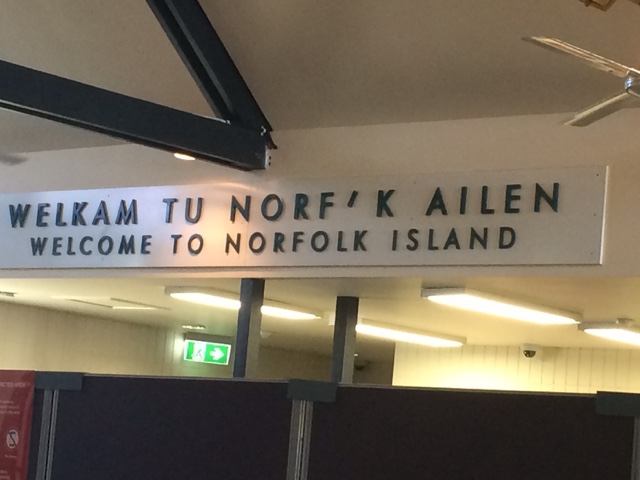 WELKAM TU NORF'K AILEN
WELCOME TO NORFOLK ISLAND